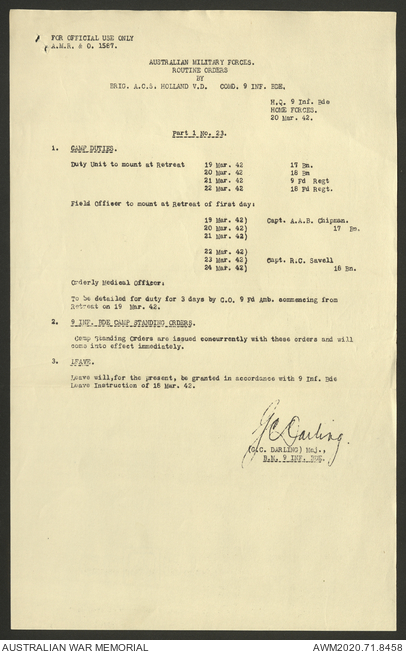 FOR OFFICIAL USE ONLY
A.M.R. & O. 1567.
AUSTRALIAN MILITARY FORCES.
ROUTINE ORDERS
BY
BRIG. A.C.S. HOLLAND V.D. COMD. 9 INF. BDE.
H.Q. 9 Inf. Bde
HOME FORCES.
20 Mar. 42.
Part 1 No. 23.
1. CAMP DUTIES.
Duty Unit to mount at Retreat 19 Mar. 42 17 Bn.
20 Mar. 42 18 Bn
21 Mar. 42 9 Fd Regt
22 Mar. 42 18 Fd Regt.
Field Officer to mount at Retreat of first day:
19 Mar. 42) Capt. A.A.B. Chipman.
20 Mar. 42) 17 Bn.
21 Mar. 42)
22 Mar. 42)
23 Mar. 42) Capt. R.C. Savell
24 Mar. 42) 18 Bn.
Orderly Medical Officer:
To be detailed for duty for 3 days by C.O. 9 Fd Amb. commencing from
Retreat on 19 Mar. 42.
2. 9 INF. BDE CAMP STANDING ORDERS.
Camp Standing Orders are issued concurrently with these orders and will
come into effect immediately.
3. LEAVE.
Leave will,for the present, be granted in accordance with 9 Inf. Bde
Leave Instruction of 18 Mar. 42.
G C Darling.
(G.C. DARLING) Maj.,
B.M. 9 INF. BDE.
AUSTRALIAN WAR MEMORIAL AWM2020.71.8458